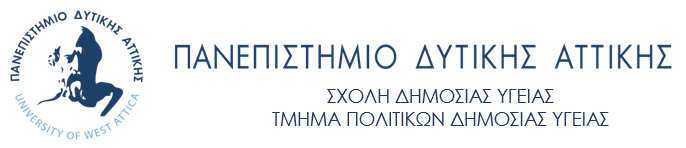 ΠΑΝΕΠΙΣΤΗΜΙΟ ΔΥΤΙΚΗΣ ΑΤΤΙΚΗΣ
UNIVERSITY OF WEST ATTICA
ΠΑΝΕΠΙΣΤΗΜΙΟ ΔΥΤΙΚΗΣ ΑΤΤΙΚΗΣ
ΣΧΟΛΗ ΔΗΜΟΣΙΑΣ ΥΓΕΙΑΣ
ΤΜΗΜΑ ΠΟΛΙΤΙΚΩΝ ΔΗΜΟΣΙΑΣ ΥΓΕΙΑΣ